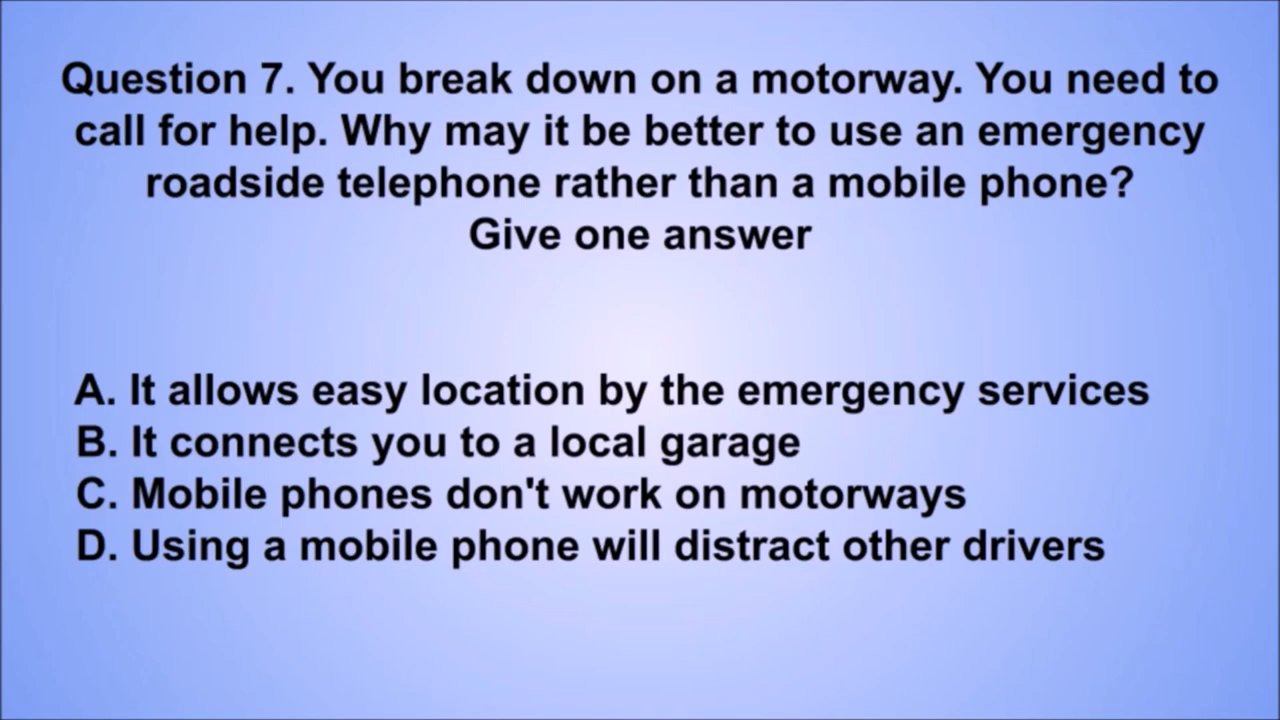 Question 7. You break down on a motorway. You need to
call for help. Why may it be better to use an emergency
roadside telephone rather than a mobile phone?
Give one answer
A. It allows easy location by the emergency services
B. It connects you to a local garage
C. Mobile phones don't work on motorways
D. Using a mobile phone will distract other drivers